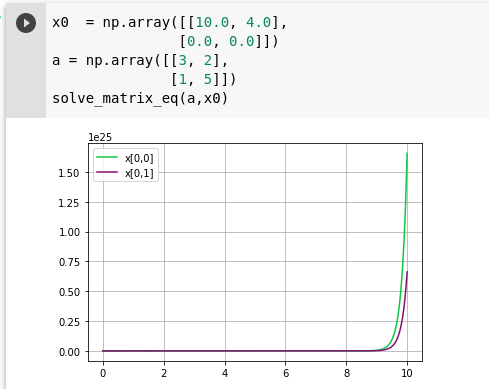 x0  = np.array([[10.0, 4.0],
               [0.0, 0.0]])
a = np.array([[3, 2],
              [1, 5]])
solve_matrix_eq(a,x0)
1e25
x[0,0]
x[0,1]
1.50
1.25
1.00
0.75
0.50
0.25
0.00
0 2 4 6 8 10